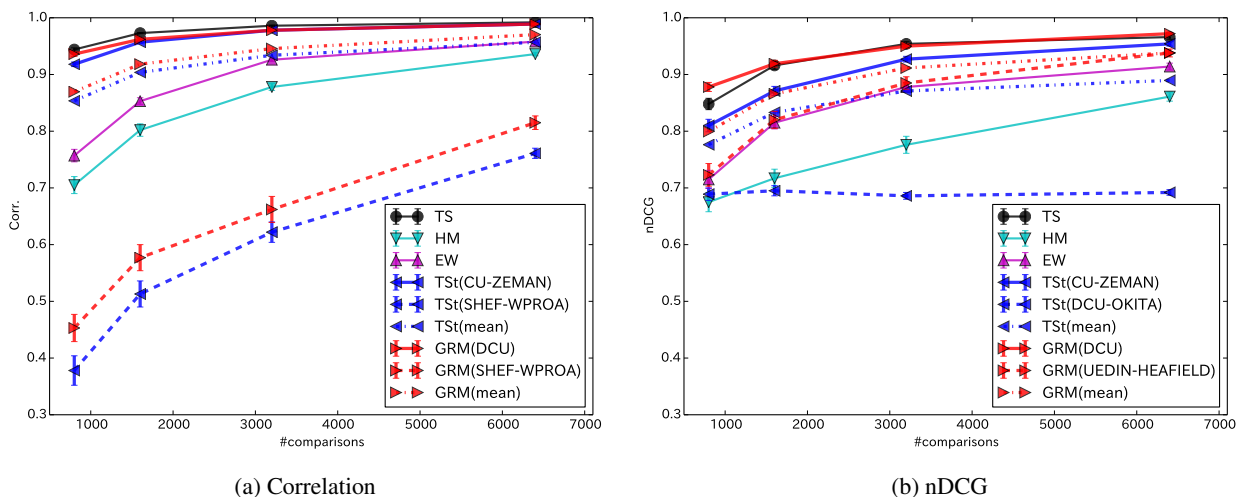 1.0
0.9
0.8
0.7
0.6
0.5
0.4
0.3
Corr.
1000 2000 3000 4000 5000 6000 7000
#comparisons
TS
HM
EW
TSt(CU-ZEMAN)
TSt(SHEF-WPROA)
TSt(mean)
GRM(DCU)
GRM(SHEF-WPROA)
GRM(mean)
(a) Correlation
1.0
0.9
0.8
0.7
0.6
0.5
0.4
0.3
nDCG
1000 2000 3000 4000 5000 6000 7000
#comparisons
TS
HM
EW
TSt(CU-ZEMAN)
TSt(DCU-OKITA)
TSt(mean)
GRM(DCU)
GRM(UEDIN-HEAFIELD)
GRM(mean)
(b) nDCG